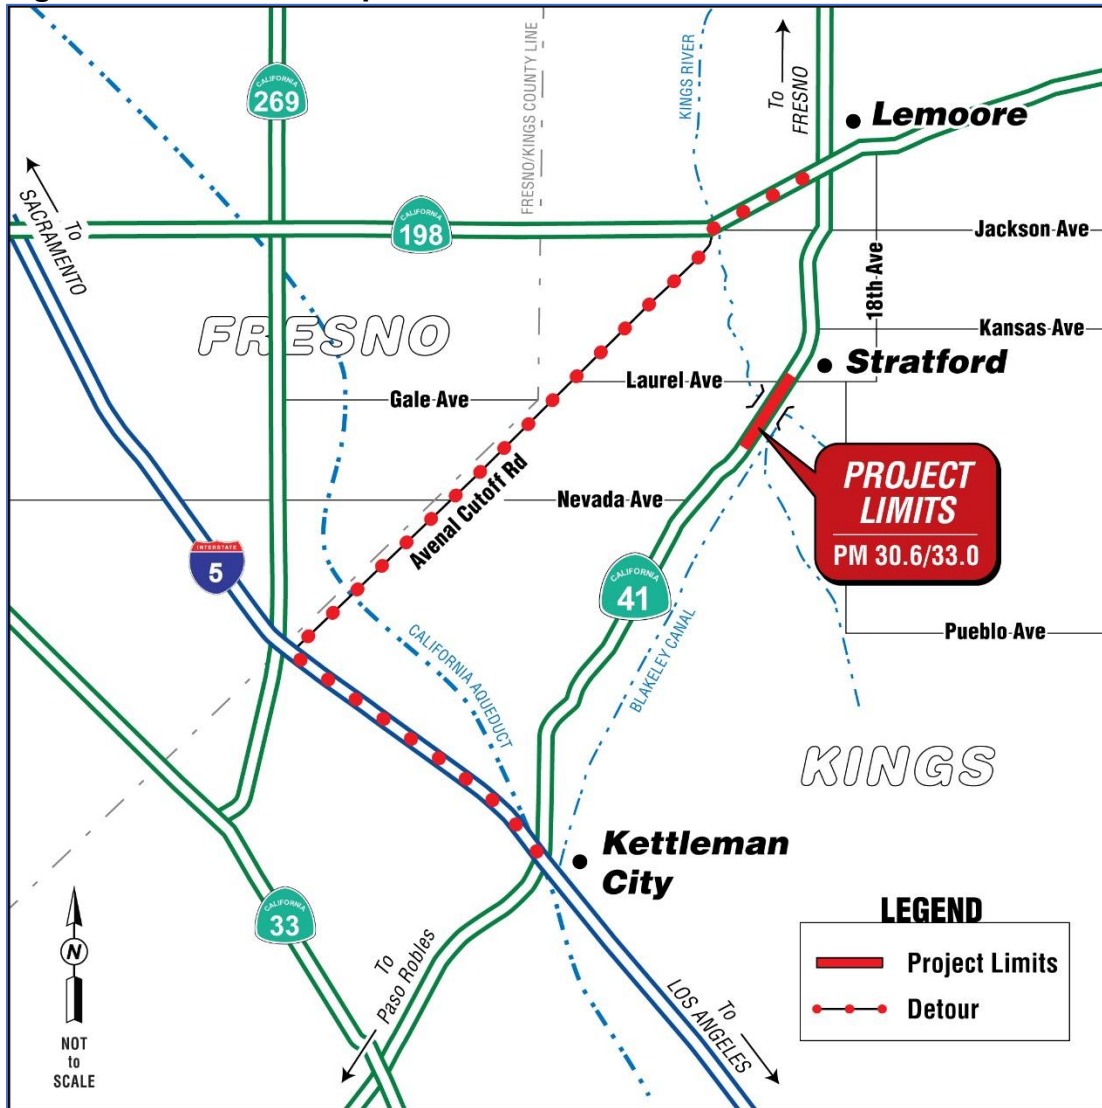 CALIFORNIA
269
FRESNO/KINGS COUNTY LINE
KINGS RIVER
To
FRESNO
Lemoore
To
SACRAMENTO
CALIFORNIA
198
Jackson Ave
18th Ave
FRESNO
Kansas Ave
Stratford
Laurel Ave
Gale Ave
Avenal Cutoff Rd
Nevada Ave
PROJECT
LIMITS
PM 30.6/33.0
INTERSTATE
5
CALIFORNIA
41
CALIFORNIA AQUEDUCT
BLAKELEY CANAL
Pueblo Ave
KINGS
Kettleman
City
CALIFORNIA
33
To
Paso Robles
To
LOS ANGELES
N
NOT
to
SCALE
LEGEND
Project Limits
Detour